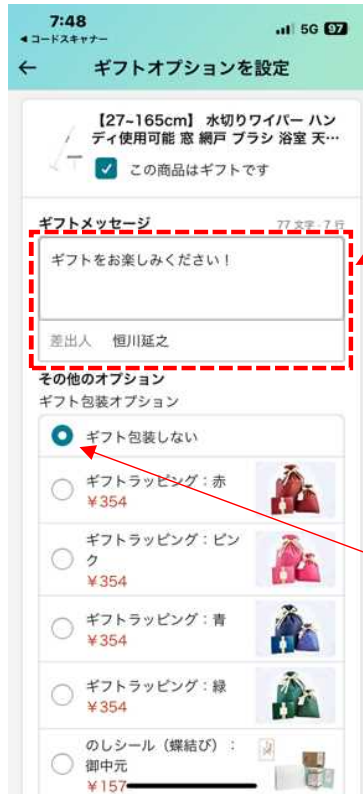 7:48
5G 97
◀コードスキャナー
← ギフトオプションを設定
【27~165cm】 水切りワイパー ハン
ディ使用可能 窓 網戸 ブラシ 浴室 天…
この商品はギフトです
ギフトメッセージ 77 文字・7 行
ギフトをお楽しみください！
差出人 恒川延之
その他のオプション
ギフト包装オプション
ギフト包装しない
ギフトラッピング：赤
¥354
ギフトラッピング：ピン
ク
¥354
ギフトラッピング：青
¥354
ギフトラッピング：緑
¥354
のしシール（蝶結び）：
御中元
¥157